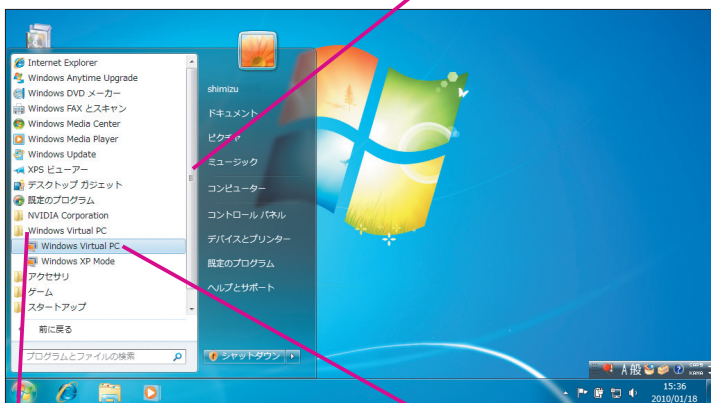 Internet Explorer
Windows Anytime Upgrade
Windows DVD メーカー
Windows FAX とスキャン
Windows Media Center
Windows Media Player
Windows Update
XPS ビューアー
デスクトップ ガジェット
既定のプログラム
NVIDIA Corporation
Windows Virtual PC
Windows Virtual PC
Windows XP Mode
アクセサリ
ゲーム
スタートアップ
前に戻る
プログラムとファイルの検索
shimizu
ドキュメント
ピクチャ
ミュージック
コンピューター
コントロール パネル
デバイスとプリンター
既定のプログラム
ヘルプとサポート
シャットダウン
A 般
CAPS
KANA
15:36
2010/01/18